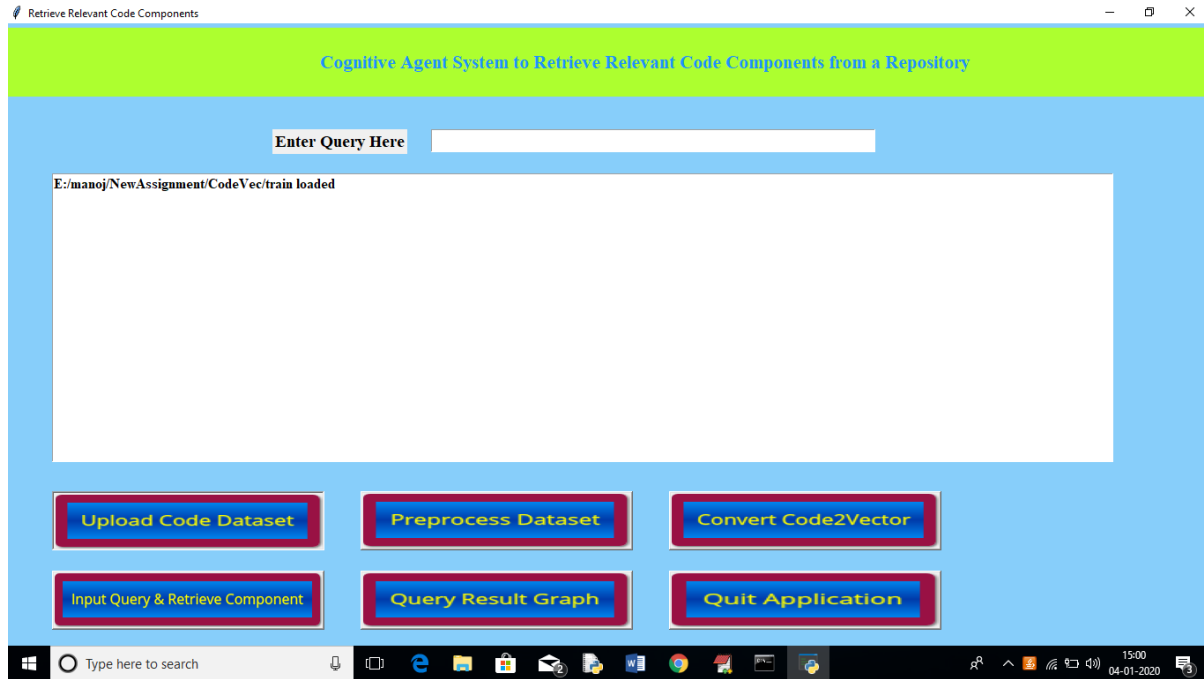 Retrieve Relevant Code Components
Cognitive Agent System to Retrieve Relevant Code Components from a Repository
Enter Query Here
E:/manoj/NewAssignment/CodeVec/train loaded
Upload Code Dataset
Preprocess Dataset
Convert Code2Vector
Input Query & Retrieve Component
Query Result Graph
Quit Application
Type here to search
2
15:00
04-01-2020
3